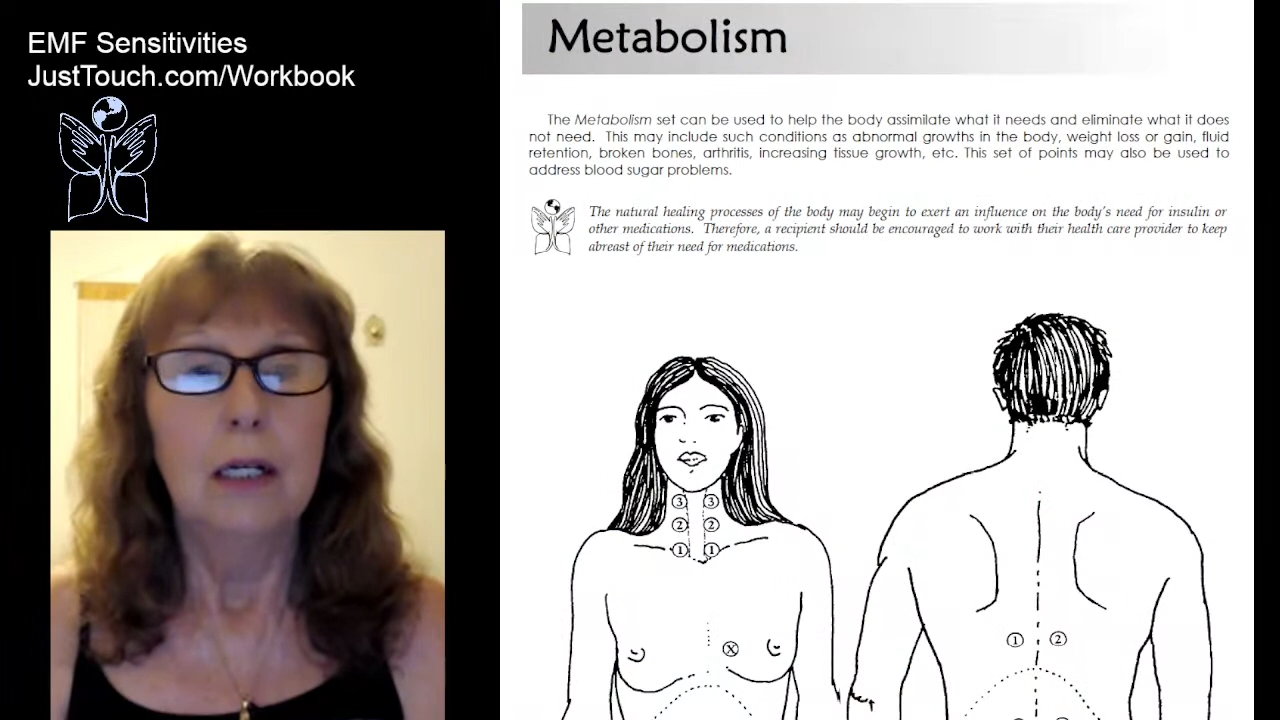 EMF Sensitivities
JustTouch.com/Workbook
Metabolism
The Metabolism set can be used to help the body assimilate what it needs and eliminate what it does
not need. This may include such conditions as abnormal growths in the body, weight loss or gain, fluid
retention, broken bones, arthritis, increasing tissue growth, etc. This set of points may also be used to
address blood sugar problems.
The natural healing processes of the body may begin to exert an influence on the body's need for insulin or
other medications. Therefore, a recipient should be encouraged to work with their health care provider to keep
abreast of their need for medications.
3 3
2 2
1 1
X
1 2